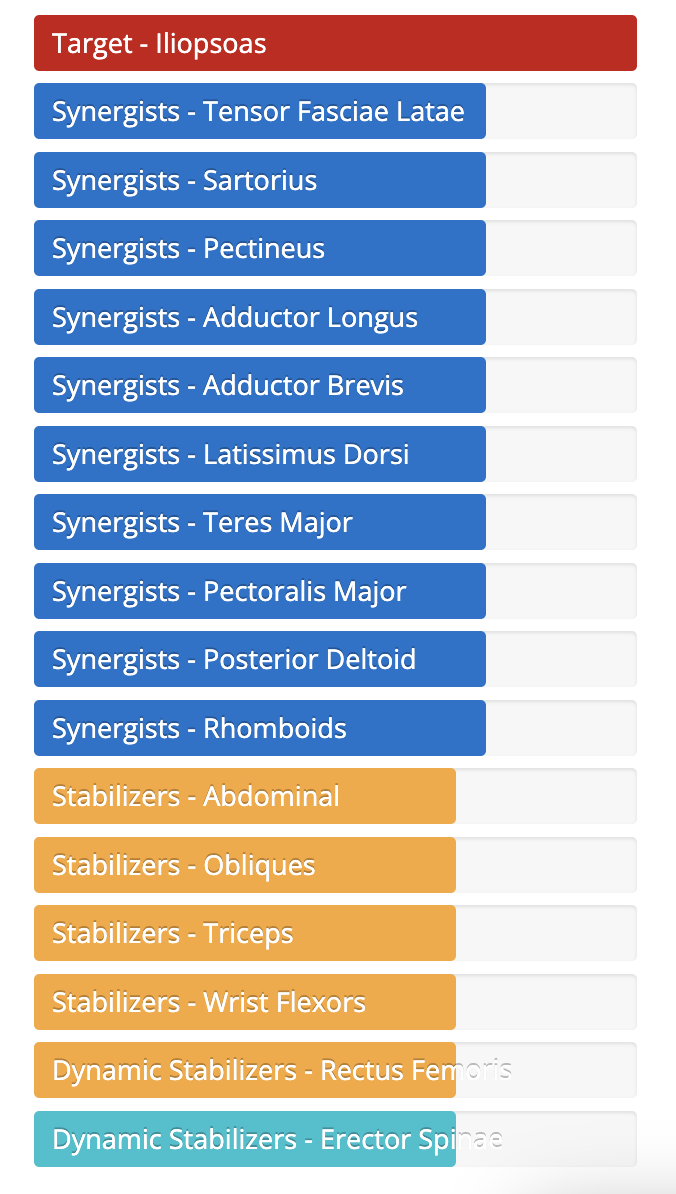 Target - Iliopsoas
Synergists - Tensor Fasciae Latae
Synergists - Sartorius
Synergists - Pectineus
Synergists - Adductor Longus
Synergists - Adductor Brevis
Synergists - Latissimus Dorsi
Synergists - Teres Major
Synergists - Pectoralis Major
Synergists - Posterior Deltoid
Synergists - Rhomboids
Stabilizers - Abdominal
Stabilizers - Obliques
Stabilizers - Triceps
Stabilizers - Wrist Flexors
Dynamic Stabilizers - Rectus Femoris
Dynamic Stabilizers - Erector Spinae